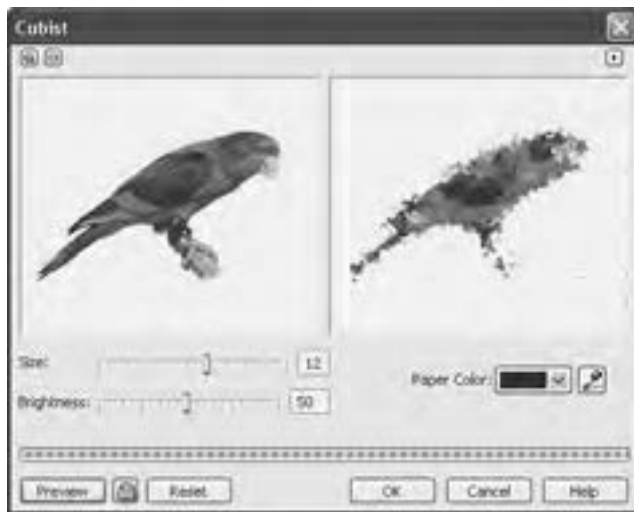 Cubist
Size: 12
Paper Color:
Brightness: 50
Preview Reset OK Cancel Help